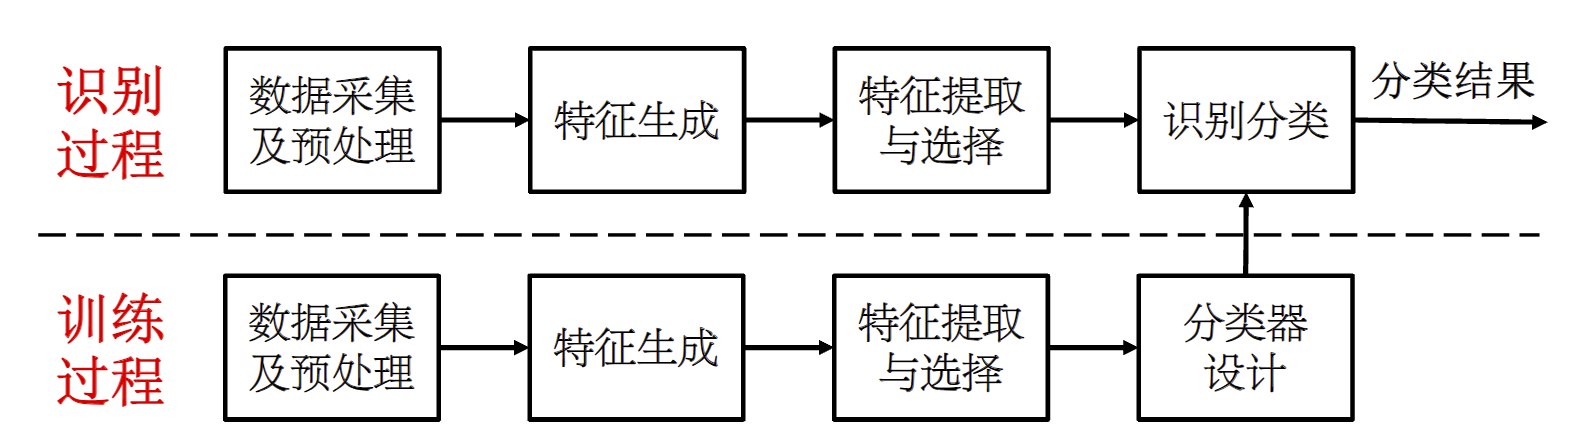 识别
过程
数据采集
及预处理
特征生成
特征提取
与选择
识别分类
分类结果
训练
过程
数据采集
及预处理
特征生成
特征提取
与选择
分类器
设计